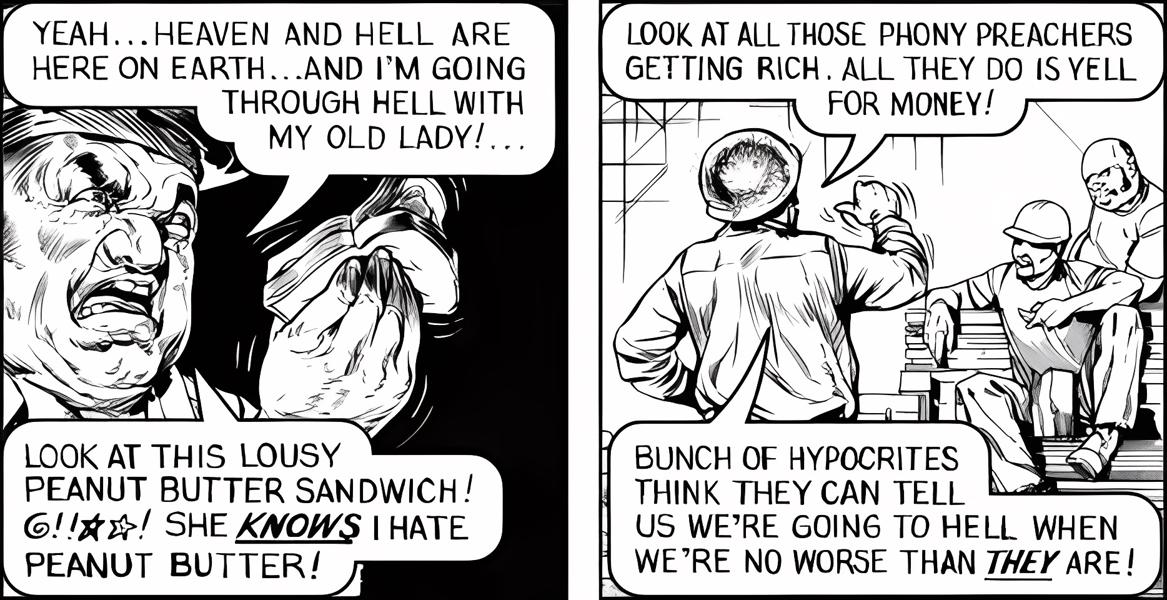 YEAH...HEAVEN AND HELL ARE
HERE ON EARTH...AND I'M GOING
THROUGH HELL WITH
MY OLD LADY!...
LOOK AT THIS LOUSY
PEANUT BUTTER SANDWICH!
@!!★☆! SHE KNOWS I HATE
PEANUT BUTTER!
LOOK AT ALL THOSE PHONY PREACHERS
GETTING RICH. ALL THEY DO IS YELL
FOR MONEY!
BUNCH OF HYPOCRITES
THINK THEY CAN TELL
US WE'RE GOING TO HELL WHEN
WE'RE NO WORSE THAN THEY ARE!